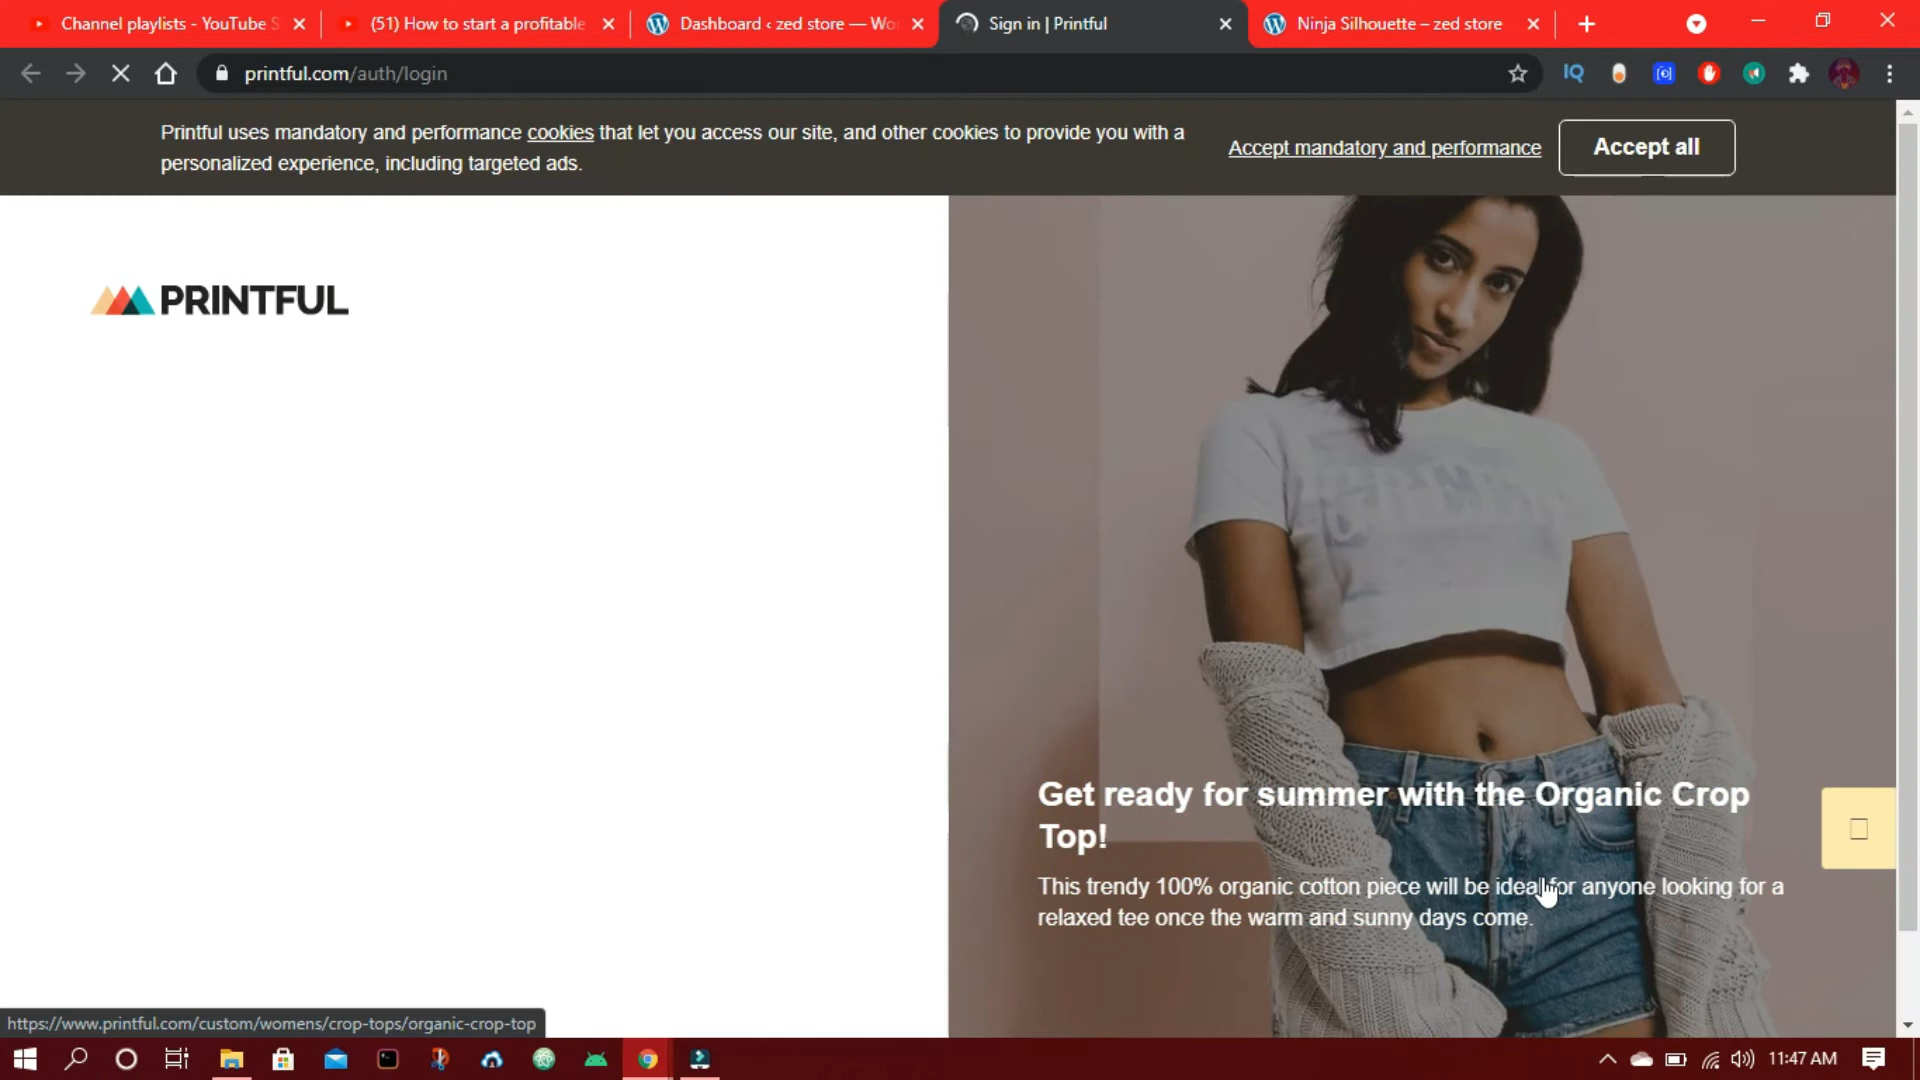 Channel playlists - YouTube S
(51) How to start a profitable
Dashboard ‹ zed store — Wo
Sign in | Printful
Ninja Silhouette – zed store
printful.com/auth/login
IQ
Printful uses mandatory and performance cookies that let you access our site, and other cookies to provide you with a
personalized experience, including targeted ads.
Accept mandatory and performance
Accept all
PRINTFUL
Get ready for summer with the Organic Crop
Top!
This trendy 100% organic cotton piece will be ideal for anyone looking for a
relaxed tee once the warm and sunny days come.
https://www.printful.com/custom/womens/crop-tops/organic-crop-top
11:47 AM